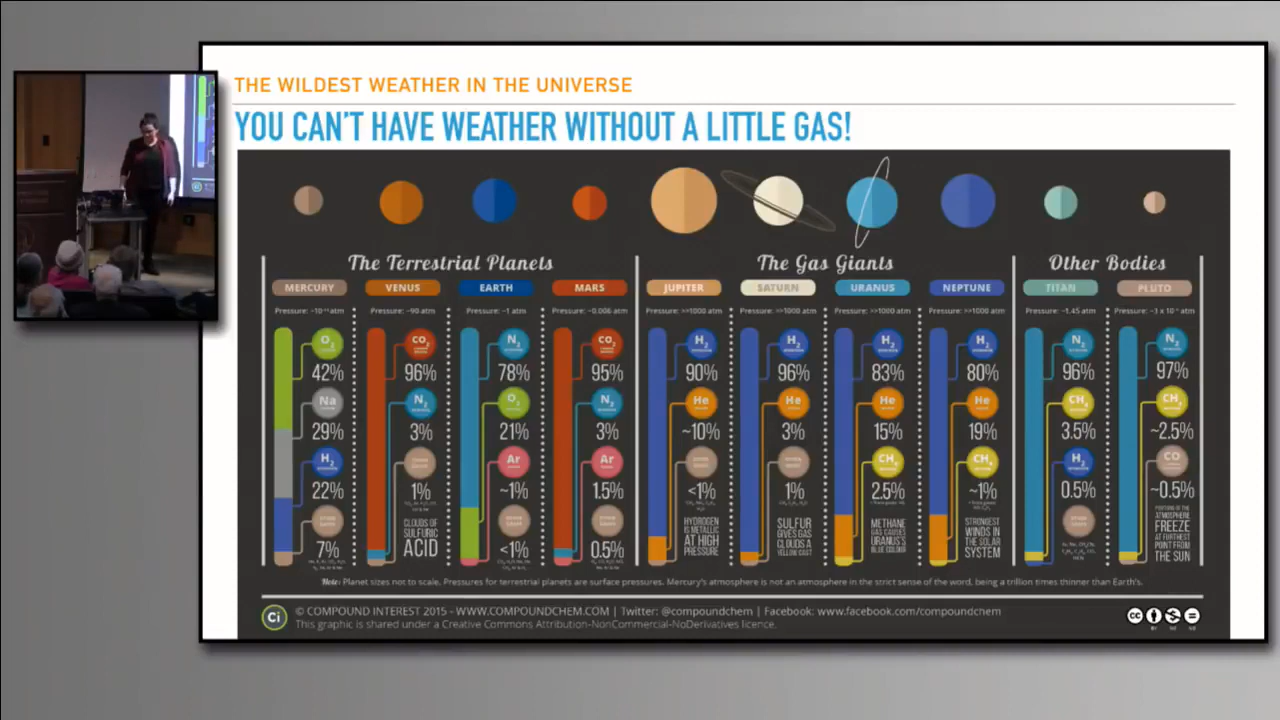 THE WILDEST WEATHER IN THE UNIVERSE
YOU CAN'T HAVE WEATHER WITHOUT A LITTLE GAS!
The Terrestrial Planets
The Gas Giants
Other Bodies
MERCURY
VENUS
EARTH
MARS
JUPITER
SATURN
URANUS
NEPTUNE
TITAN
PLUTO
Pressure: ~90 atm
Pressure: ~1 atm
Pressure: ~0.006 atm
Pressure: >>1000 atm
Pressure: >>1000 atm
Pressure: >>1000 atm
Pressure: >>1000 atm
Pressure: ~1.45 atm
O2
42%
Na
29%
H2
22%
7%
CO2
96%
N2
3%
1%
CLOUDS OF
SULFURIC
ACID
N2
78%
O2
21%
Ar
~1%
<1%
CO2
95%
N2
3%
Ar
1.5%
0.5%
H2
90%
He
~10%
<1%
HYDROGEN
IS METALLIC
AT HIGH
PRESSURE
H2
96%
He
3%
1%
SULFUR
GIVES GAS
CLOUDS A
YELLOW CAST
H2
83%
He
15%
CH4
2.5%
METHANE
GAS CAUSES
URANUS'S
BLUE COLOUR
H2
80%
He
19%
CH4
~1%
STRONGEST
WINDS IN
THE SOLAR
SYSTEM
N2
96%
CH4
3.5%
H2
0.5%
N2
97%
CH4
~2.5%
CO
~0.5%
PORTIONS OF THE
ATMOSPHERE
FREEZE
AT FURTHEST
POINT FROM
THE SUN
Note: Planet sizes not to scale. Pressures for terrestrial planets are surface pressures. Mercury's atmosphere is not an atmosphere in the strict sense of the word, being a trillion times thinner than Earth's.
Ci
© COMPOUND INTEREST 2015 - WWW.COMPOUNDCHEM.COM | Twitter: @compoundchem | Facebook: www.facebook.com/compoundchem
This graphic is shared under a Creative Commons Attribution-NonCommercial-NoDerivatives licence.